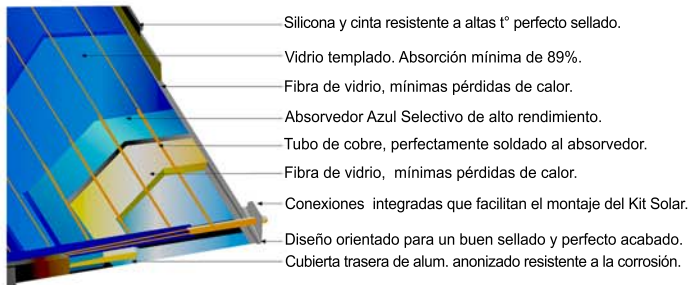 Silicona y cinta resistente a altas t° perfecto sellado.
Vidrio templado. Absorción mínima de 89%.
Fibra de vidrio, mínimas pérdidas de calor.
Absorvedor Azul Selectivo de alto rendimiento.
Tubo de cobre, perfectamente soldado al absorvedor.
Fibra de vidrio, mínimas pérdidas de calor.
Conexiones integradas que facilitan el montaje del Kit Solar.
Diseño orientado para un buen sellado y perfecto acabado.
Cubierta trasera de alum. anonizado resistente a la corrosión.